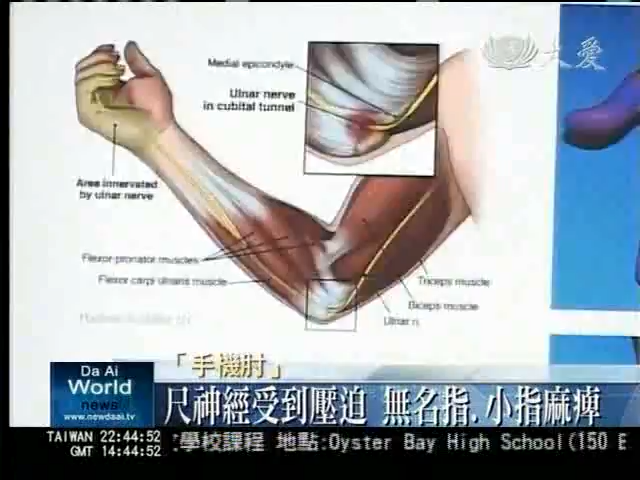 大愛
Medial epicondyle
Ulnar nerve
in cubital tunnel
Area innervated
by ulnar nerve
Flexor-pronator muscles
Flexor carpi ulnaris muscle
Triceps muscle
Biceps muscle
Ulnar n.
「手機肘」
Da Ai
World
news
www.newdaai.tv
尺神經受到壓迫 無名指.小指麻痺
TAIWAN 22:44:52
GMT 14:44:52
學校課程 地點:Oyster Bay High School(150 E